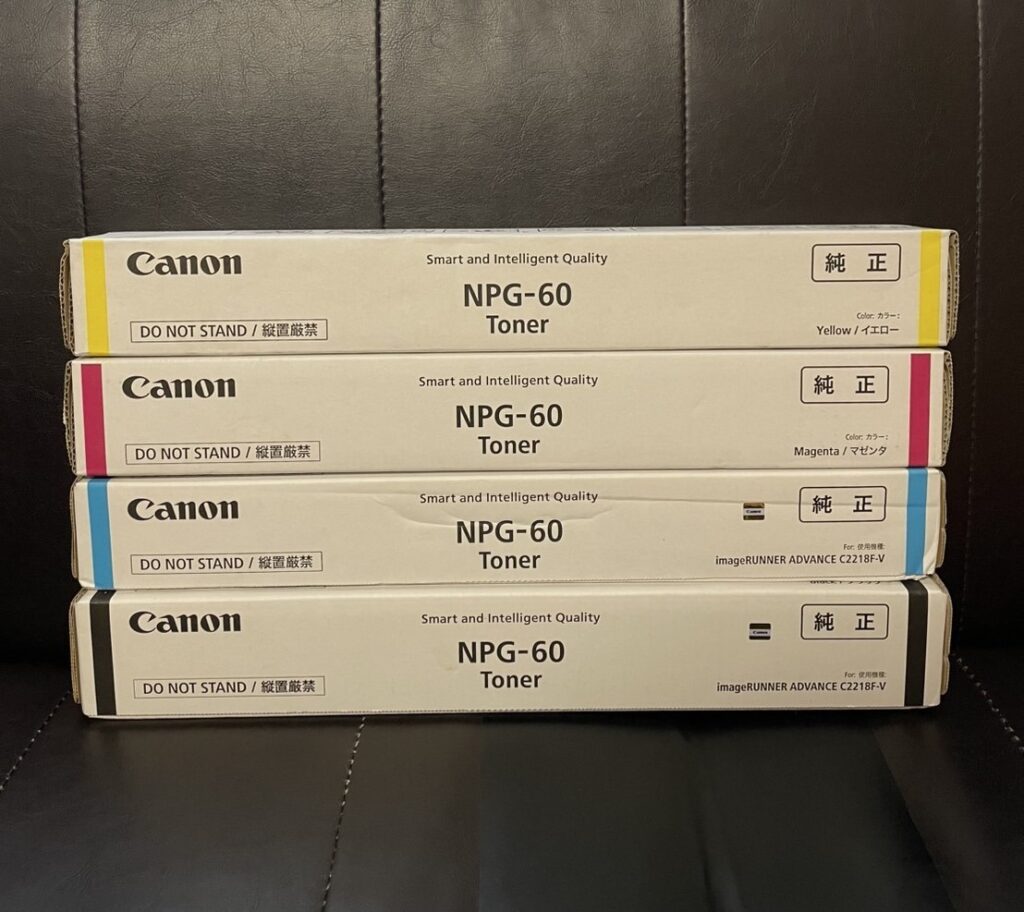 Canon
Smart and Intelligent Quality
純 正
NPG-60
Toner
DO NOT STAND / 縦置厳禁
Color: カラー:
Yellow / イエロー
Canon
Smart and Intelligent Quality
純 正
NPG-60
Toner
DO NOT STAND / 縦置厳禁
Color: カラー:
Magenta / マゼンタ
Canon
Smart and Intelligent Quality
Canon
純 正
NPG-60
Toner
DO NOT STAND / 縦置厳禁
For: 使用機種:
imageRUNNER ADVANCE C2218F-V
Canon
Smart and Intelligent Quality
Canon
純 正
NPG-60
Toner
DO NOT STAND / 縦置厳禁
For: 使用機種:
imageRUNNER ADVANCE C2218F-V